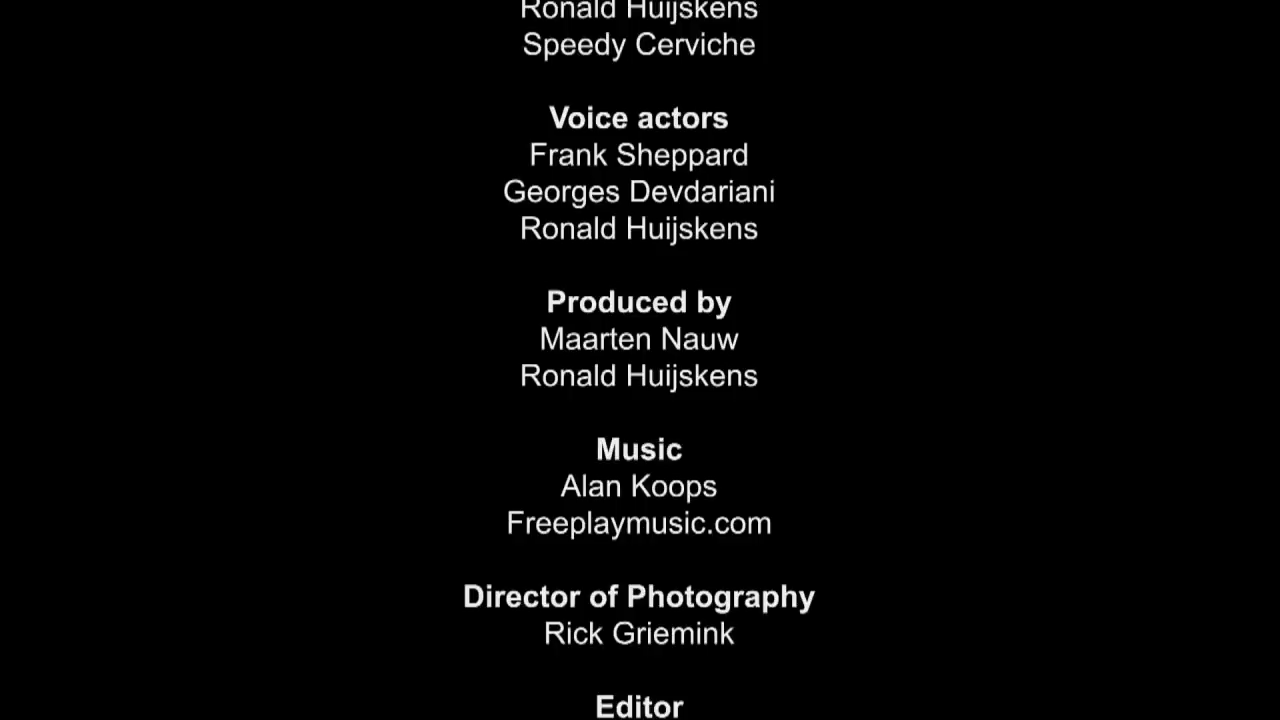 Ronald Huijskens
Speedy Cerviche
Voice actors
Frank Sheppard
Georges Devdariani
Ronald Huijskens
Produced by
Maarten Nauw
Ronald Huijskens
Music
Alan Koops
Freeplaymusic.com
Director of Photography
Rick Griemink
Editor